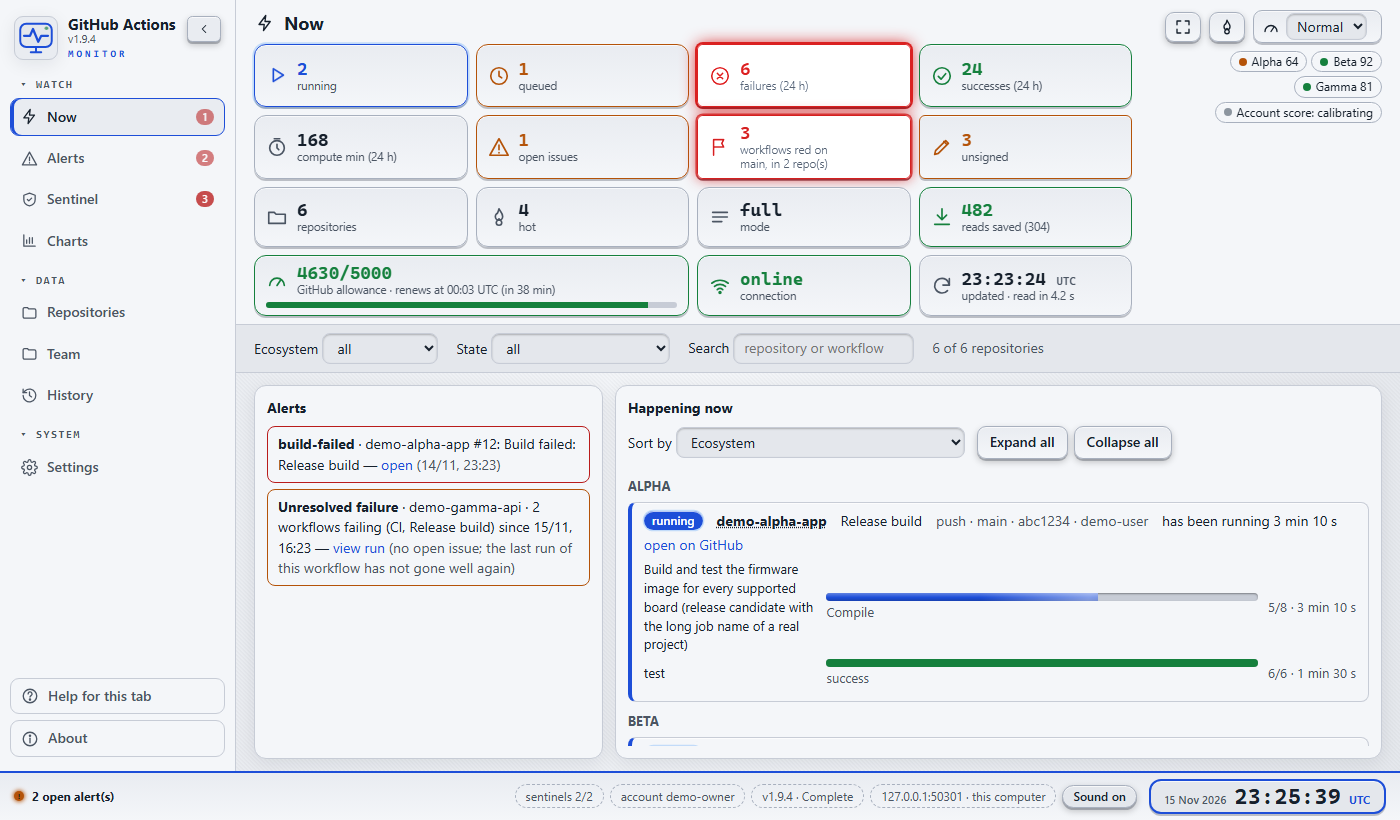 GitHub Actions
v1.9.4
MONITOR
WATCH
Now 1
Alerts 2
Sentinel 3
Charts
DATA
Repositories
Team
History
SYSTEM
Settings
Help for this tab
About
Now
Normal
Alpha 64
Beta 92
Gamma 81
Account score: calibrating
2
running
1
queued
6
failures (24 h)
24
successes (24 h)
168
compute min (24 h)
1
open issues
3
workflows red on
main, in 2 repo(s)
3
unsigned
6
repositories
4
hot
full
mode
482
reads saved (304)
4630/5000
GitHub allowance · renews at 00:03 UTC (in 38 min)
online
connection
23:23:24 UTC
updated · read in 4.2 s
Ecosystem all State all Search repository or workflow 6 of 6 repositories
Alerts
build-failed · demo-alpha-app #12: Build failed:
Release build — open (14/11, 23:23)
Unresolved failure · demo-gamma-api · 2
workflows failing (CI, Release build) since 15/11,
16:23 — view run (no open issue; the last run of
this workflow has not gone well again)
Happening now
Sort by Ecosystem Expand all Collapse all
ALPHA
running demo-alpha-app Release build push · main · abc1234 · demo-user has been running 3 min 10 s
open on GitHub
Build and test the firmware
image for every supported
board (release candidate with
the long job name of a real
project)
Compile
5/8 · 3 min 10 s
test
success
6/6 · 1 min 30 s
BETA
2 open alert(s)
sentinels 2/2
account demo-owner
v1.9.4 · Complete
127.0.0.1:50301 · this computer
Sound on
15 Nov 2026 23:25:39 UTC